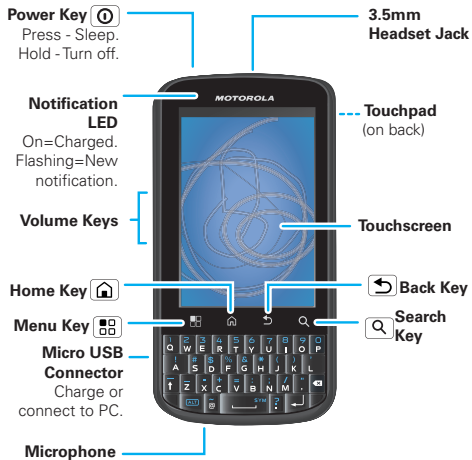 Power Key
Press - Sleep.
Hold - Turn off.
3.5mm
Headset Jack
Notification
LED
On=Charged.
Flashing=New
notification.
MOTOROLA
Touchpad
(on back)
Volume Keys
Touchscreen
Home Key
Back Key
Menu Key
Search
Key
Micro USB
Connector
Charge or
connect to PC.
Q W E R T Y U I O P
A S D F G H J K L
Z X C V B N M
ALT @ SYM ?
Microphone